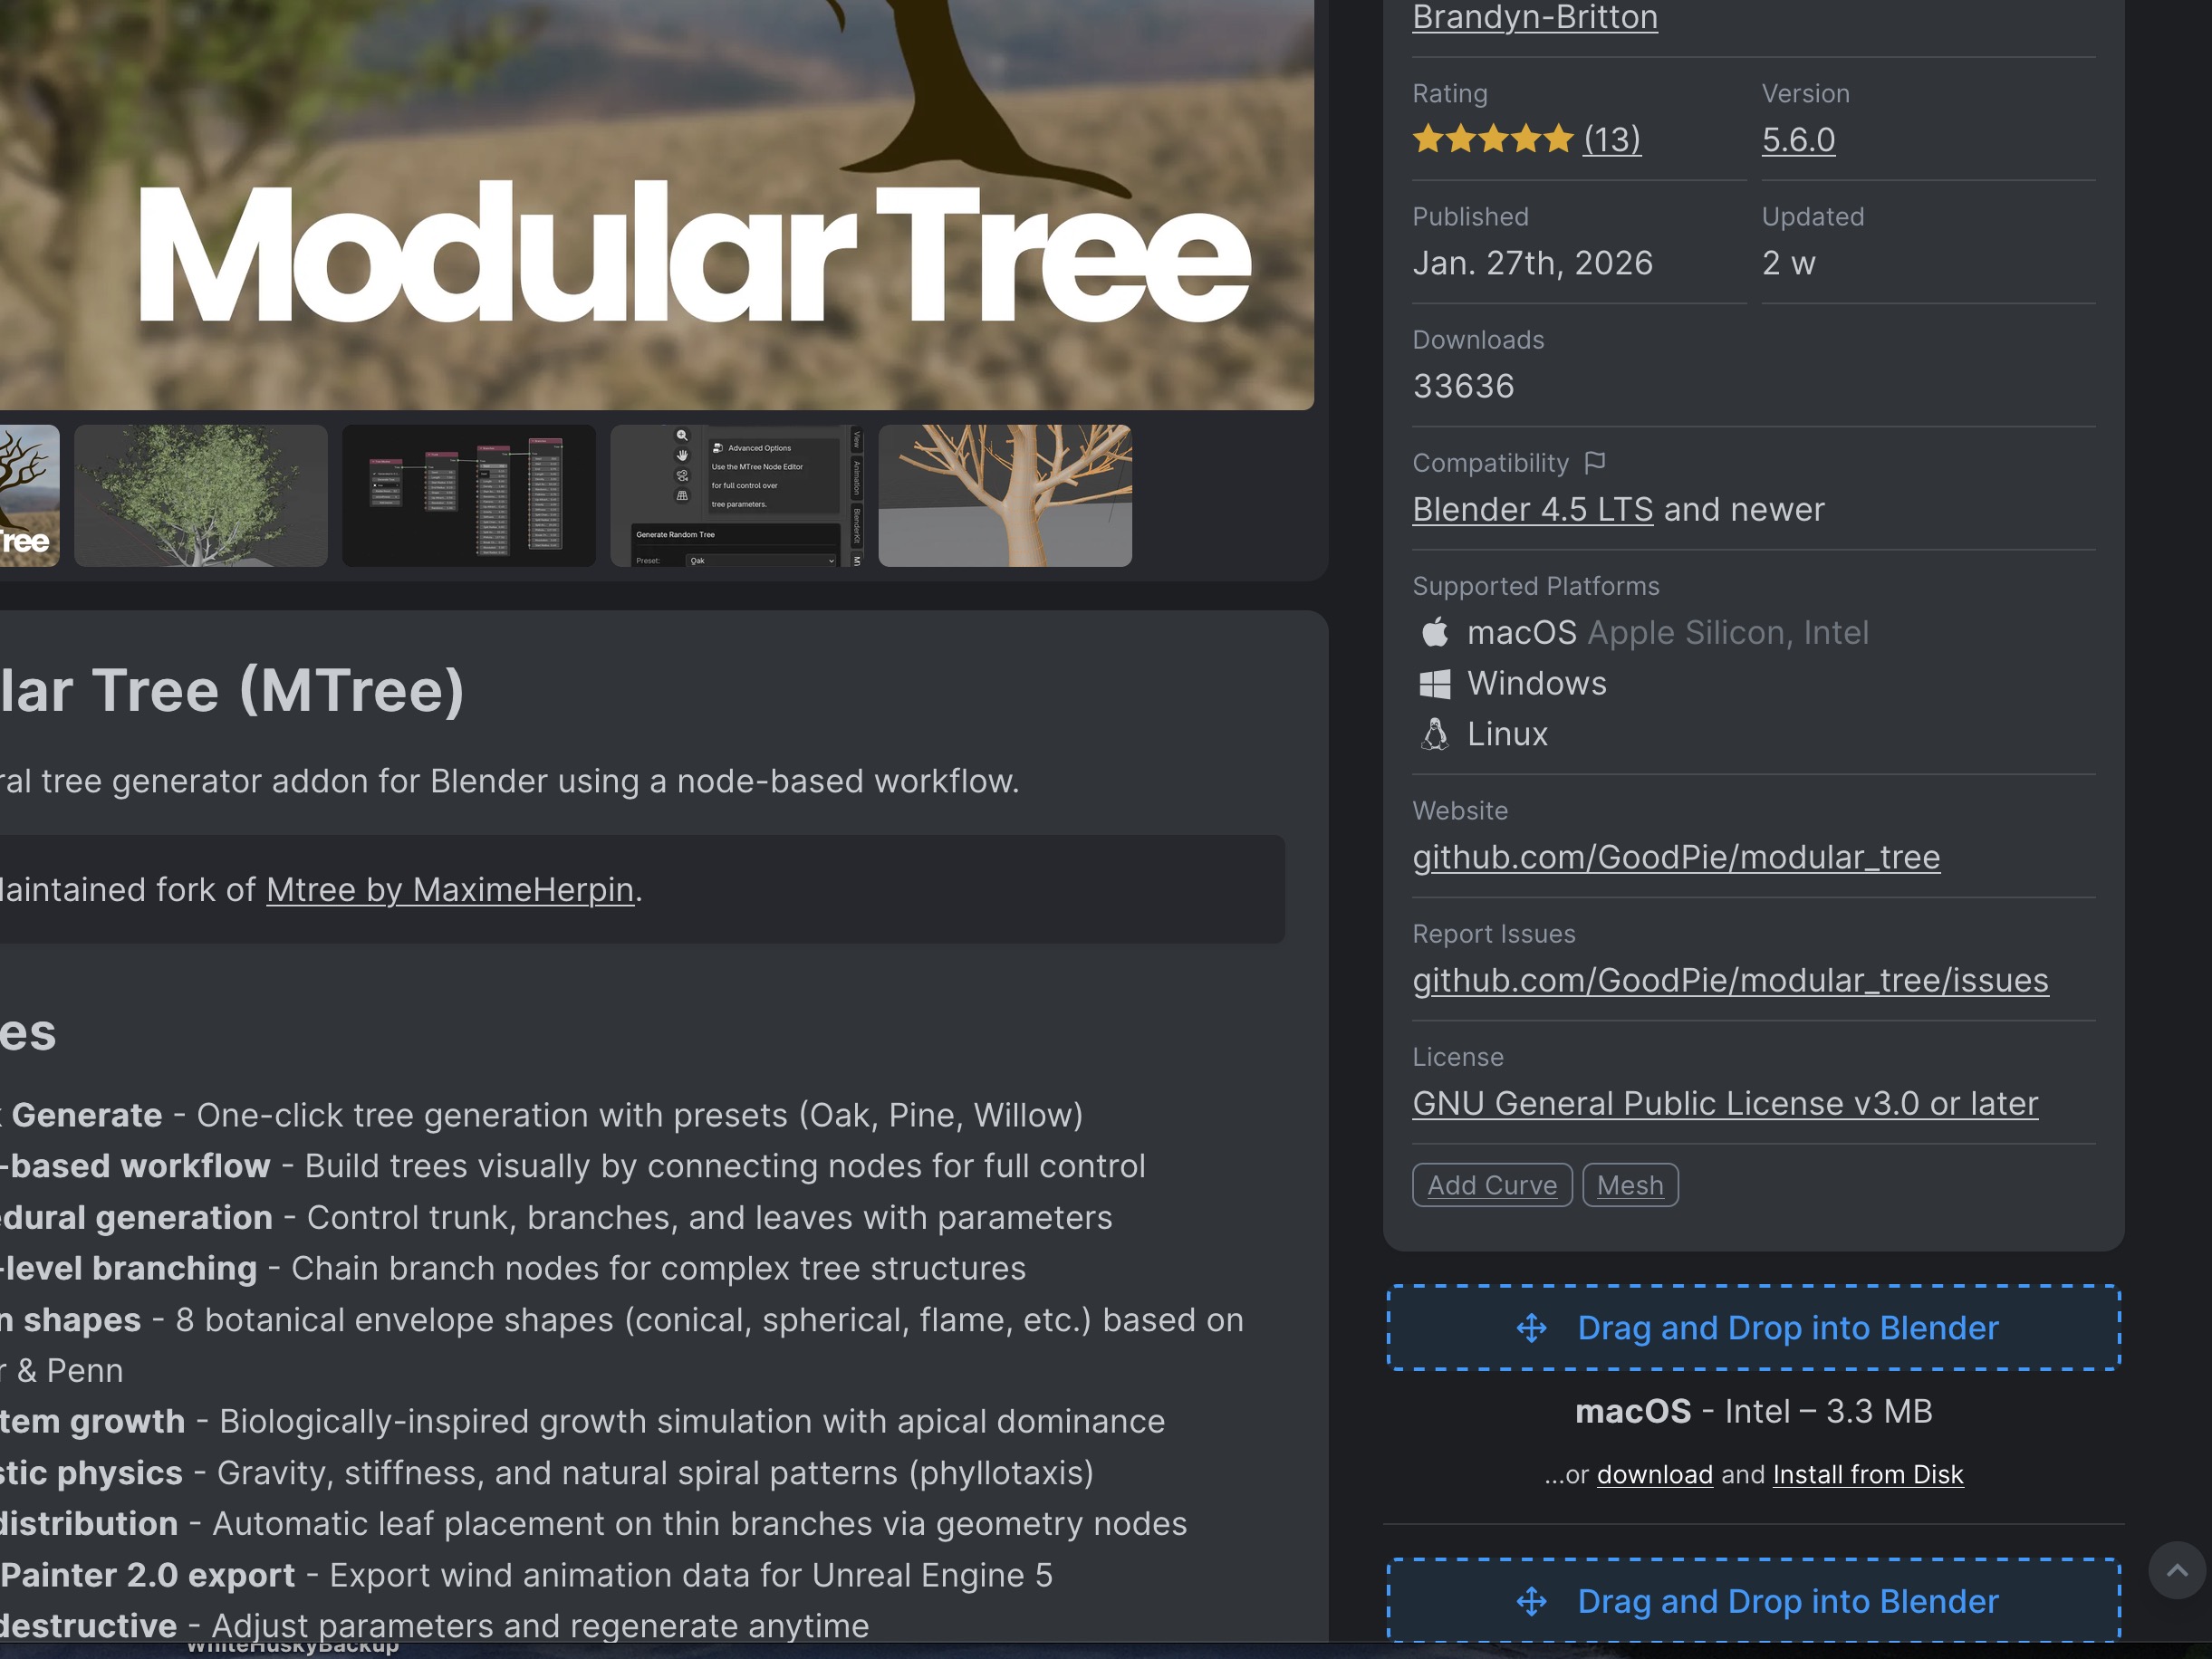 Modular Tree
Tree
Advanced Options
Use the MTree Node Editor
for full control over
tree parameters.
Generate Random Tree
Preset:
Oak
View
Animation
BlenderKit
lar Tree (MTree)
ral tree generator addon for Blender using a node-based workflow.
Maintained fork of Mtree by MaximeHerpin.
es
Generate - One-click tree generation with presets (Oak, Pine, Willow)
-based workflow - Build trees visually by connecting nodes for full control
edural generation - Control trunk, branches, and leaves with parameters
-level branching - Chain branch nodes for complex tree structures
n shapes - 8 botanical envelope shapes (conical, spherical, flame, etc.) based on
r & Penn
tem growth - Biologically-inspired growth simulation with apical dominance
stic physics - Gravity, stiffness, and natural spiral patterns (phyllotaxis)
distribution - Automatic leaf placement on thin branches via geometry nodes
Painter 2.0 export - Export wind animation data for Unreal Engine 5
destructive - Adjust parameters and regenerate anytime
WhiteHuskyBackup
Brandyn-Britton
Rating
(13)
Version
5.6.0
Published
Jan. 27th, 2026
Updated
2 w
Downloads
33636
Compatibility
Blender 4.5 LTS and newer
Supported Platforms
macOS Apple Silicon, Intel
Windows
Linux
Website
github.com/GoodPie/modular_tree
Report Issues
github.com/GoodPie/modular_tree/issues
License
GNU General Public License v3.0 or later
Add Curve
Mesh
Drag and Drop into Blender
macOS - Intel – 3.3 MB
...or download and Install from Disk
Drag and Drop into Blender